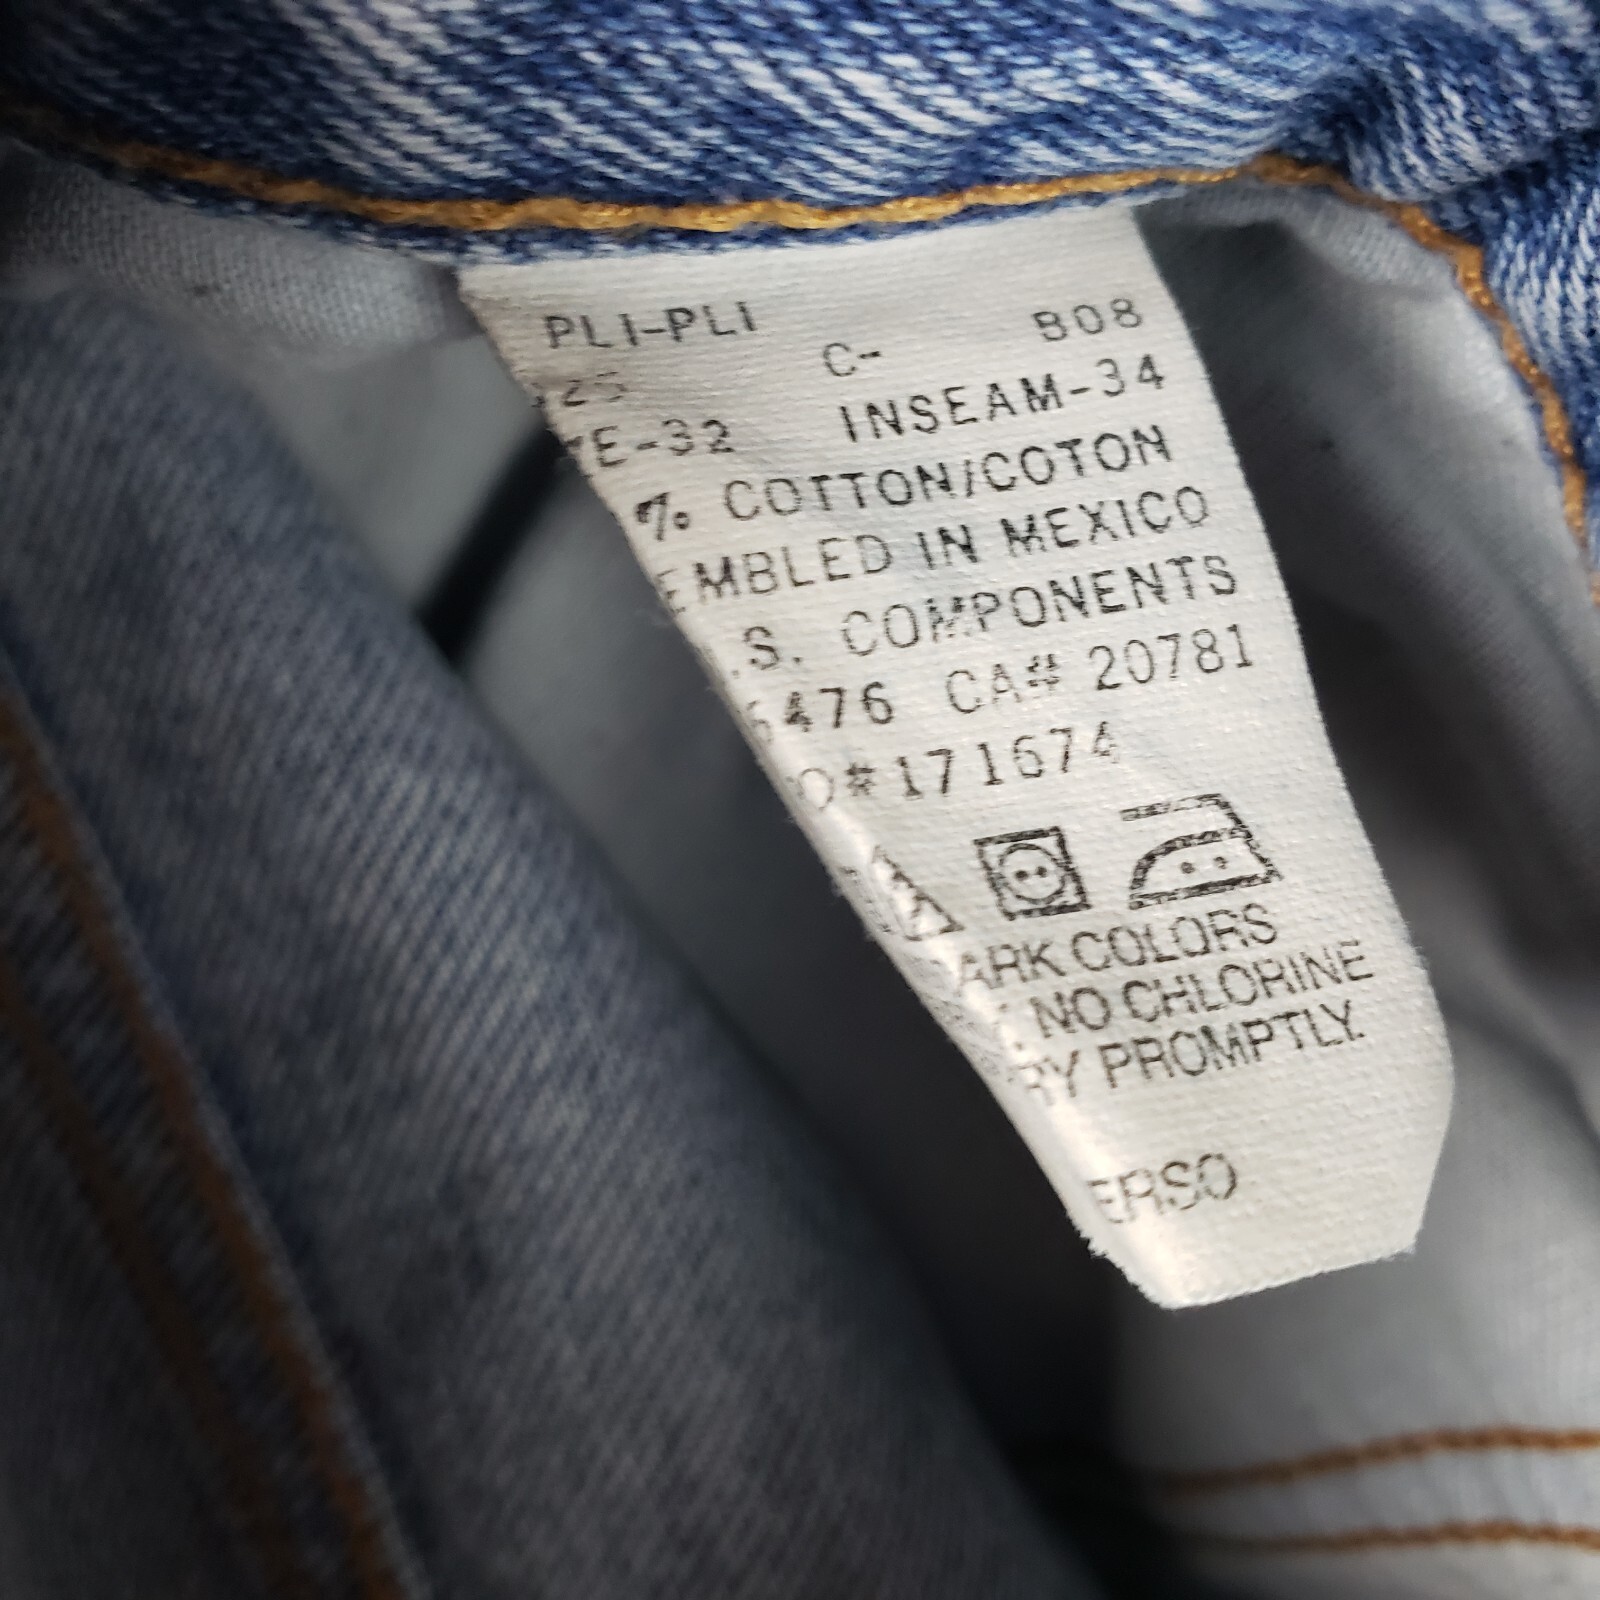 PLI-PLI C- B08
E-32 INSEAM-34
% COTTON/COTON
EMBLED IN MEXICO
.S. COMPONENTS
6476 CA# 20781
O#171674
ARK COLORS
NO CHLORINE
RY PROMPTLY.
ERSO